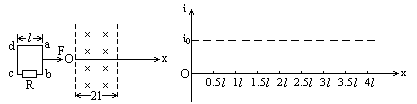 l
d a F O x
c b
R
2l
i
i₀
O 0.5l 1l 1.5l 2l 2.5l 3l 3.5l 4l x